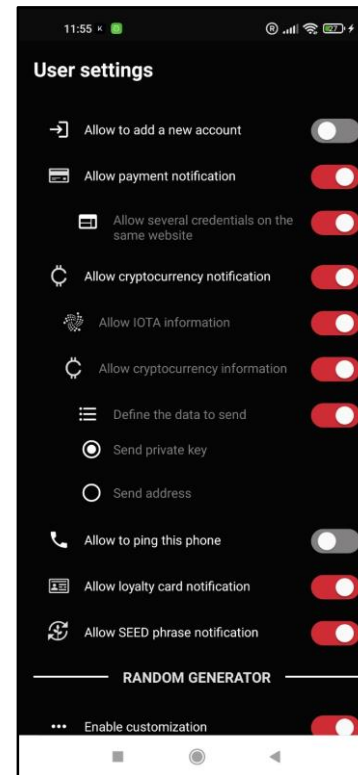 11:55 K
User settings
Allow to add a new account
Allow payment notification
Allow several credentials on the
same website
Allow cryptocurrency notification
Allow IOTA information
Allow cryptocurrency information
Define the data to send
Send private key
Send address
Allow to ping this phone
Allow loyalty card notification
Allow SEED phrase notification
RANDOM GENERATOR
Enable customization